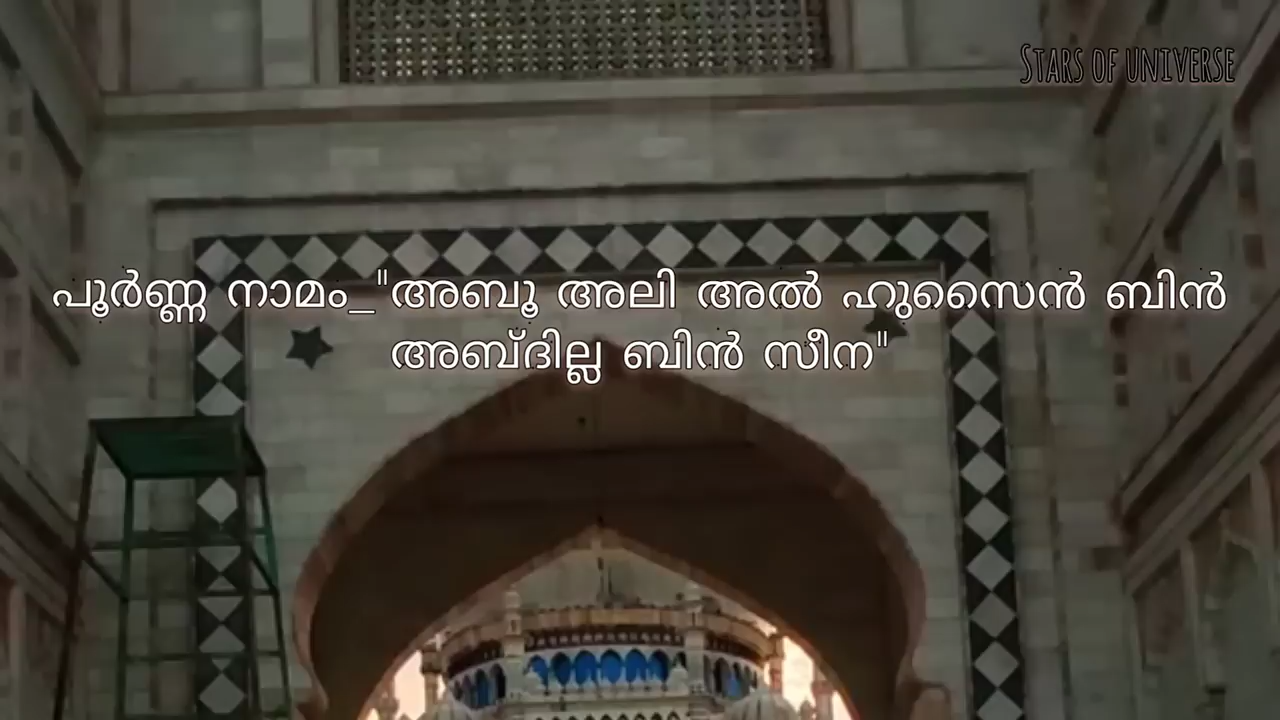 STARS OF UNIVERSE
പൂർണ്ണ നാമം_"അബൂ അലി അൽ ഹുസൈൻ ബിൻ
അബ്ദില്ല ബിൻ സീന"